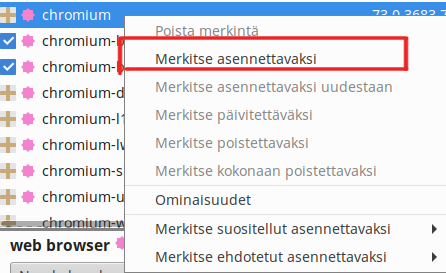 chromium 73.0.3683.7
Poista merkintä
chromium-b
Merkitse asennettavaksi
chromium-b
Merkitse asennettavaksi uudestaan
chromium-d
Merkitse päivitettäväksi
chromium-l1
Merkitse poistettavaksi
chromium-lw
Merkitse kokonaan poistettavaksi
chromium-s
Ominaisuudet
chromium-u
Merkitse suositellut asennettavaksi
chromium-w
web browser
Merkitse ehdotetut asennettavaksi